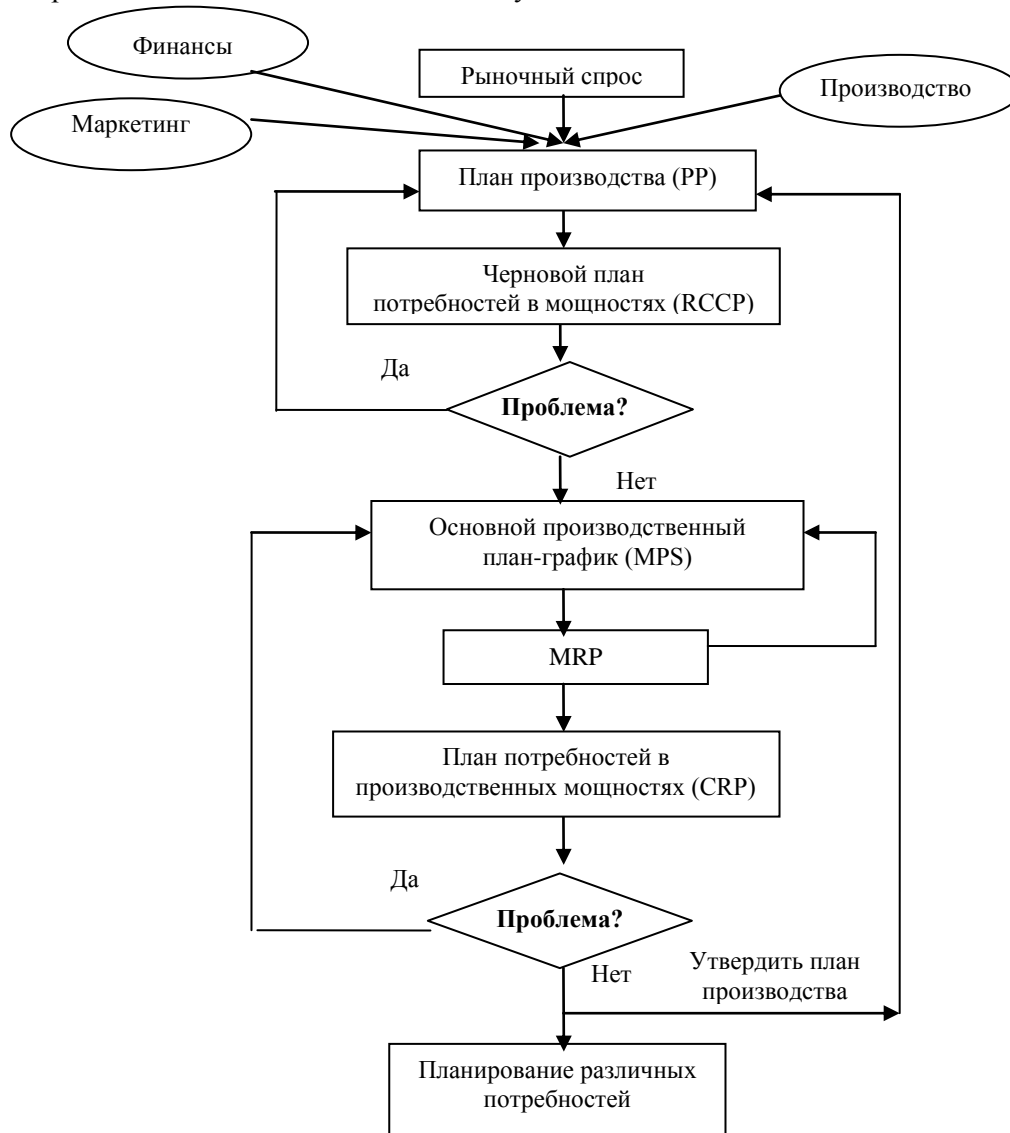 Финансы
Рыночный спрос
Производство
Маркетинг
План производства (PP)
Черновой план
потребностей в мощностях (RCCP)
Да
Проблема?
Нет
Основной производственный
план-график (MPS)
MRP
План потребностей в
производственных мощностях (CRP)
Да
Проблема?
Нет
Утвердить план
производства
Планирование различных
потребностей